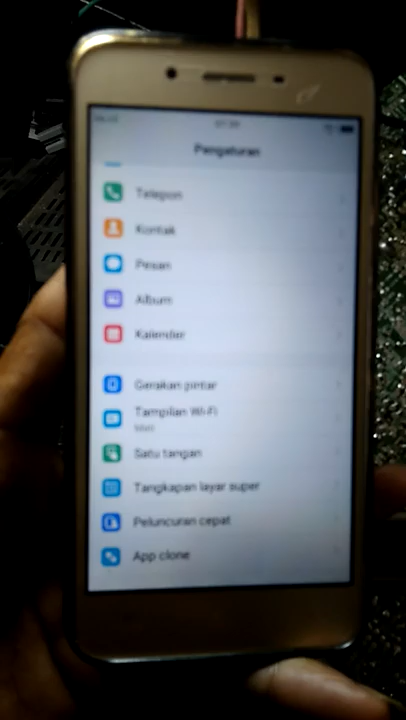 Pengaturan
Telepon
Kontak
Pesan
Album
Kalender
Gerakan pintar
Tampilan Wi-Fi
Satu tangan
Tangkapan layar super
Peluncuran cepat
App clone